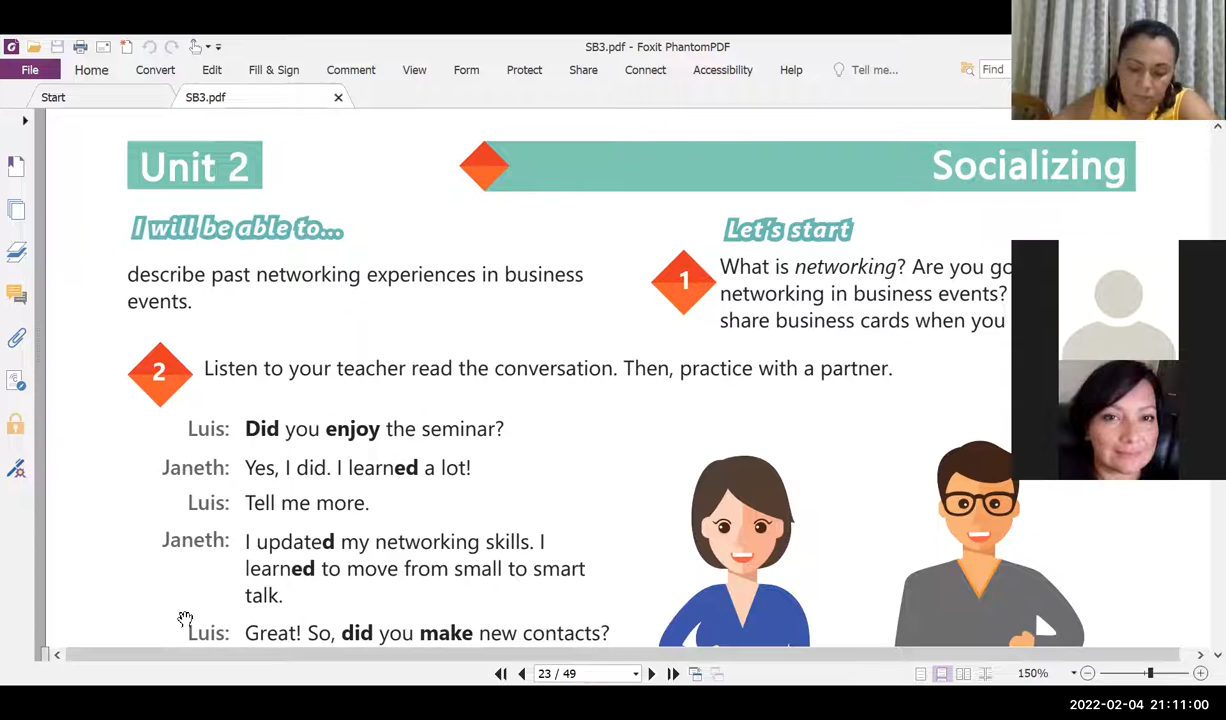 SB3.pdf - Foxit PhantomPDF
File Home Convert Edit Fill & Sign Comment View Form Protect Share Connect Accessibility Help Tell me... Find
Start SB3.pdf
Unit 2 Socializing
I will be able to...
describe past networking experiences in business
events.
Let's start
1 What is networking? Are you go
networking in business events?
share business cards when you
2 Listen to your teacher read the conversation. Then, practice with a partner.
Luis: Did you enjoy the seminar?
Janeth: Yes, I did. I learned a lot!
Luis: Tell me more.
Janeth: I updated my networking skills. I
learned to move from small to smart
talk.
Luis: Great! So, did you make new contacts?
23 / 49 150%
2022-02-04 21:11:00